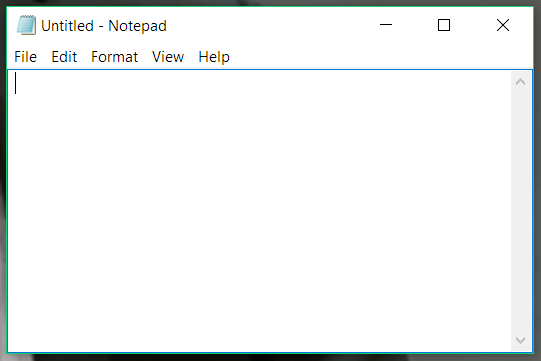 Untitled - Notepad
File Edit Format View Help